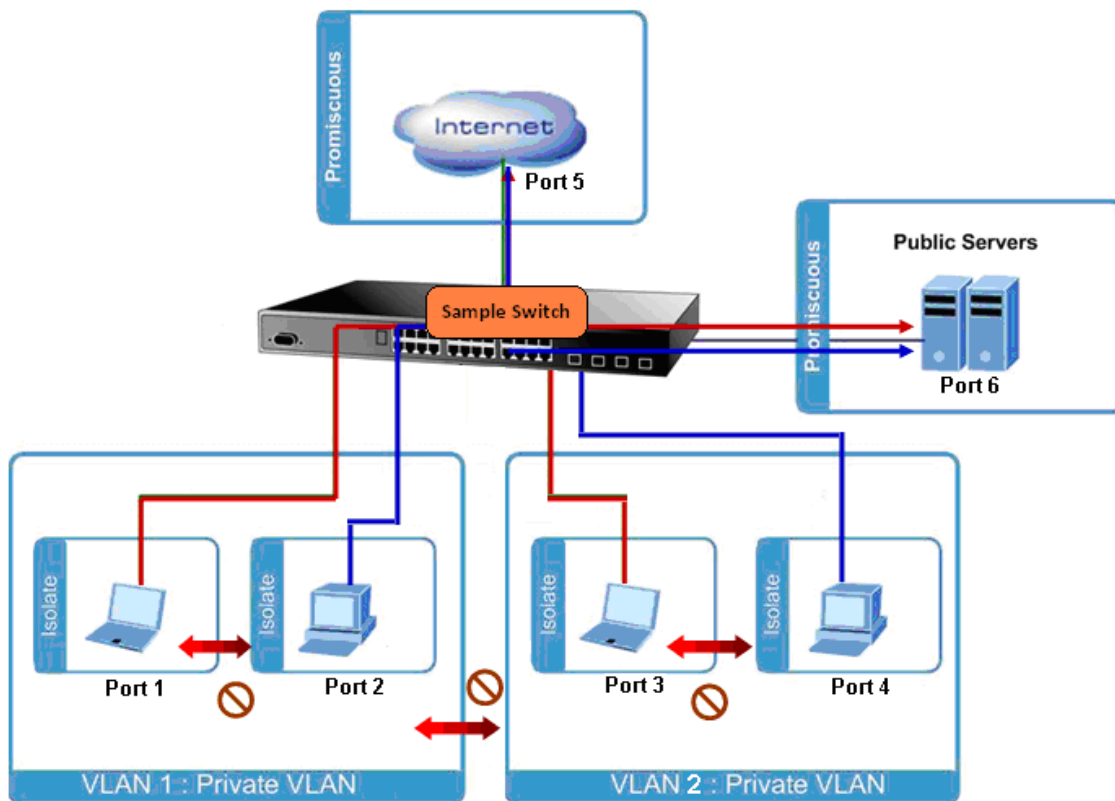 Promiscuous
Internet
Port 5
Promiscuous
Public Servers
Port 6
Sample Switch
Isolate
Port 1
Isolate
Port 2
Isolate
Port 3
Isolate
Port 4
VLAN 1 : Private VLAN
VLAN 2 : Private VLAN